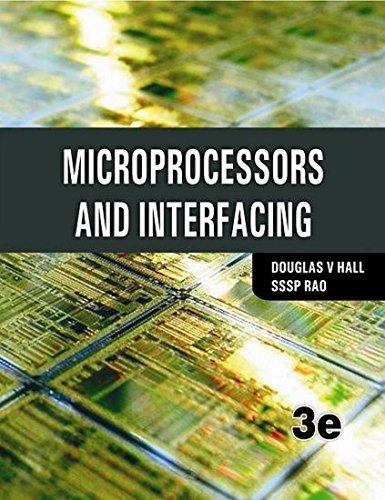 MICROPROCESSORS
AND INTERFACING
DOUGLAS V HALL
SSSP RAO
3e